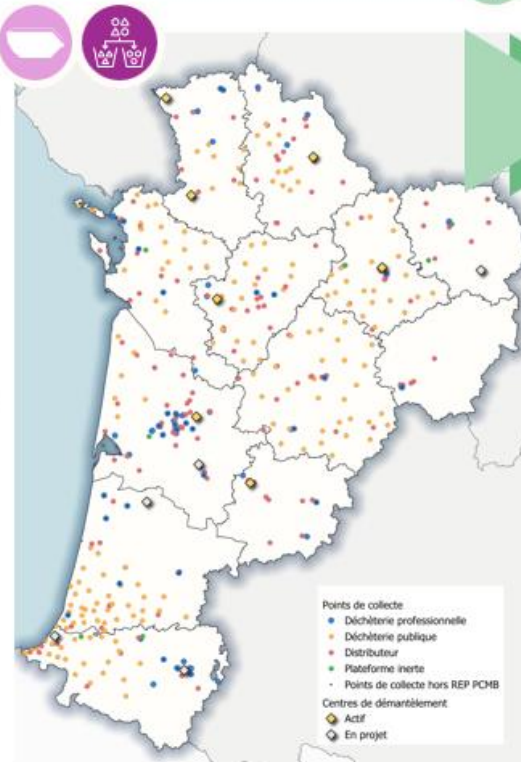 Points de collecte
Déchèterie professionnelle
Déchèterie publique
Distributeur
Plateforme inerte
Points de collecte hors REP PCMB
Centres de démantèlement
Actif
En projet